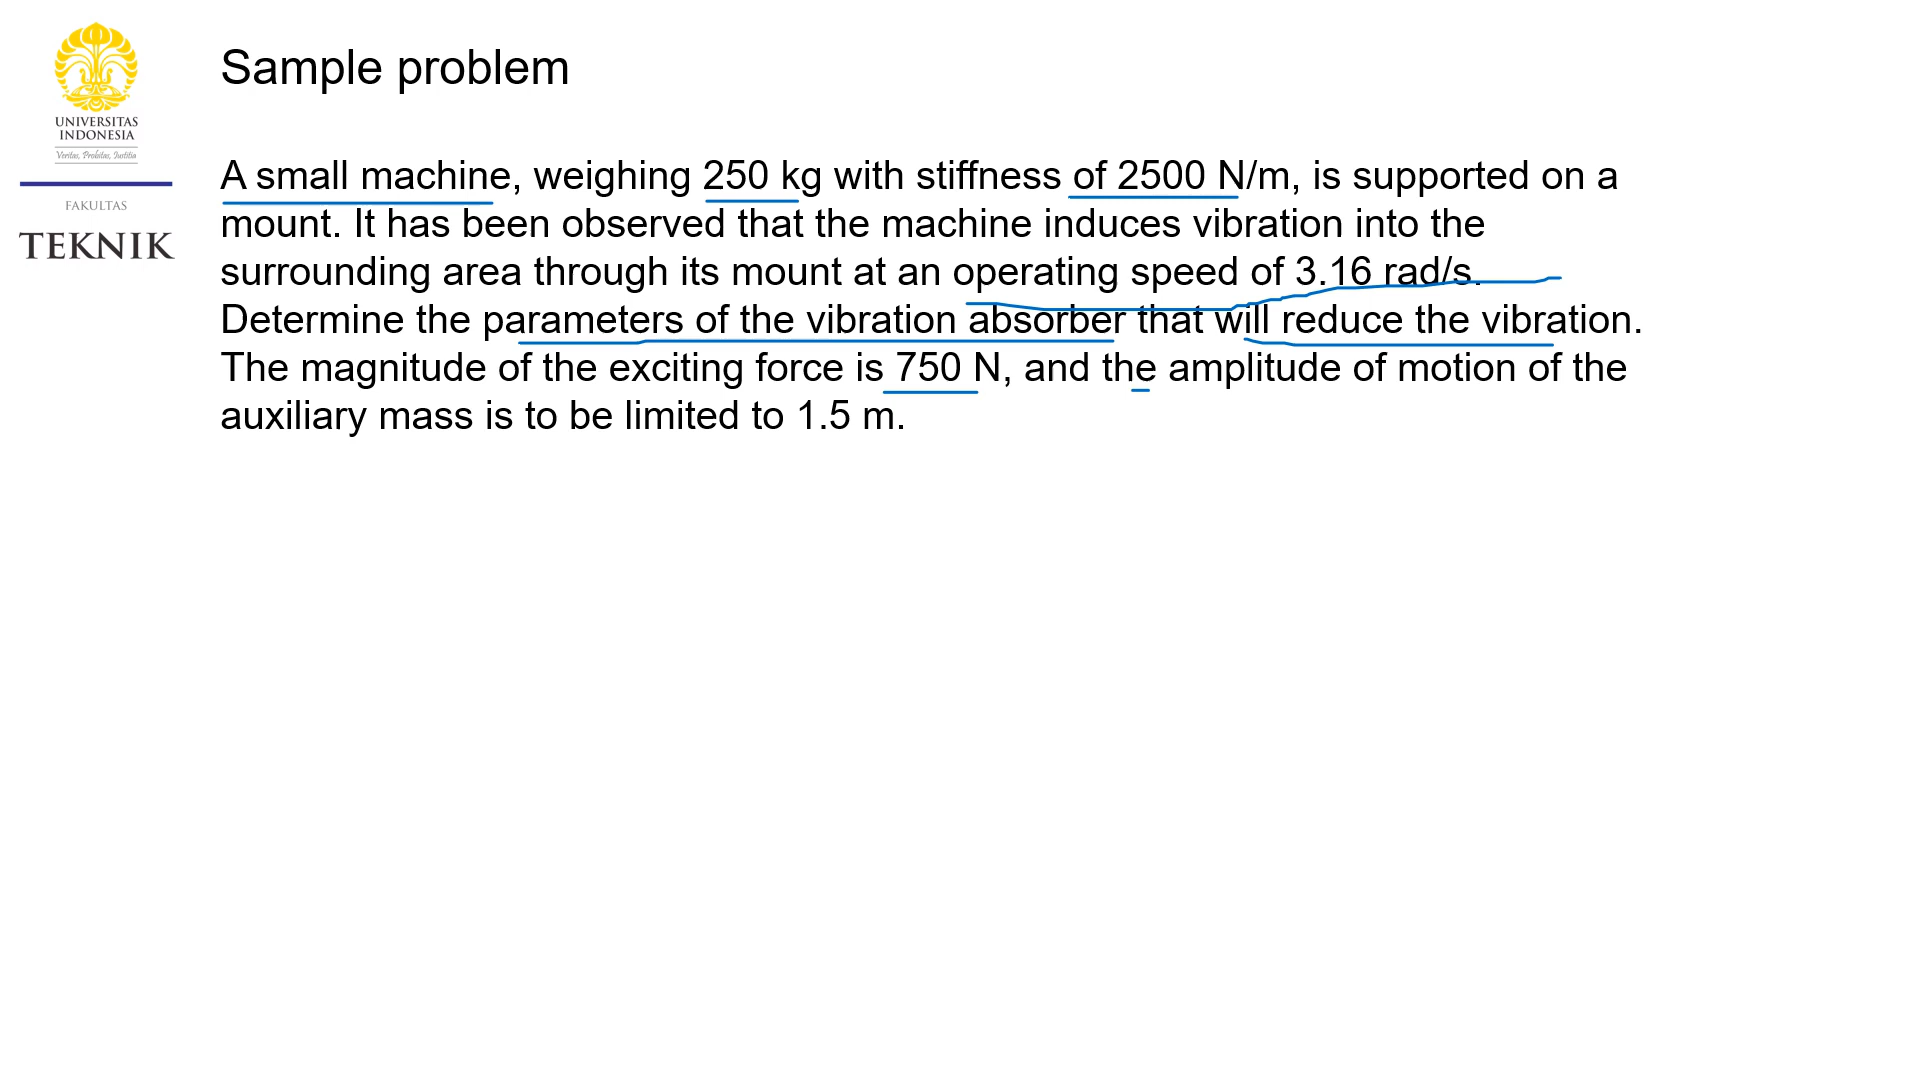 UNIVERSITAS
INDONESIA
Veritas, Probitas, Iustitia
FAKULTAS
TEKNIK
Sample problem
A small machine, weighing 250 kg with stiffness of 2500 N/m, is supported on a
mount. It has been observed that the machine induces vibration into the
surrounding area through its mount at an operating speed of 3.16 rad/s.
Determine the parameters of the vibration absorber that will reduce the vibration.
The magnitude of the exciting force is 750 N, and the amplitude of motion of the
auxiliary mass is to be limited to 1.5 m.